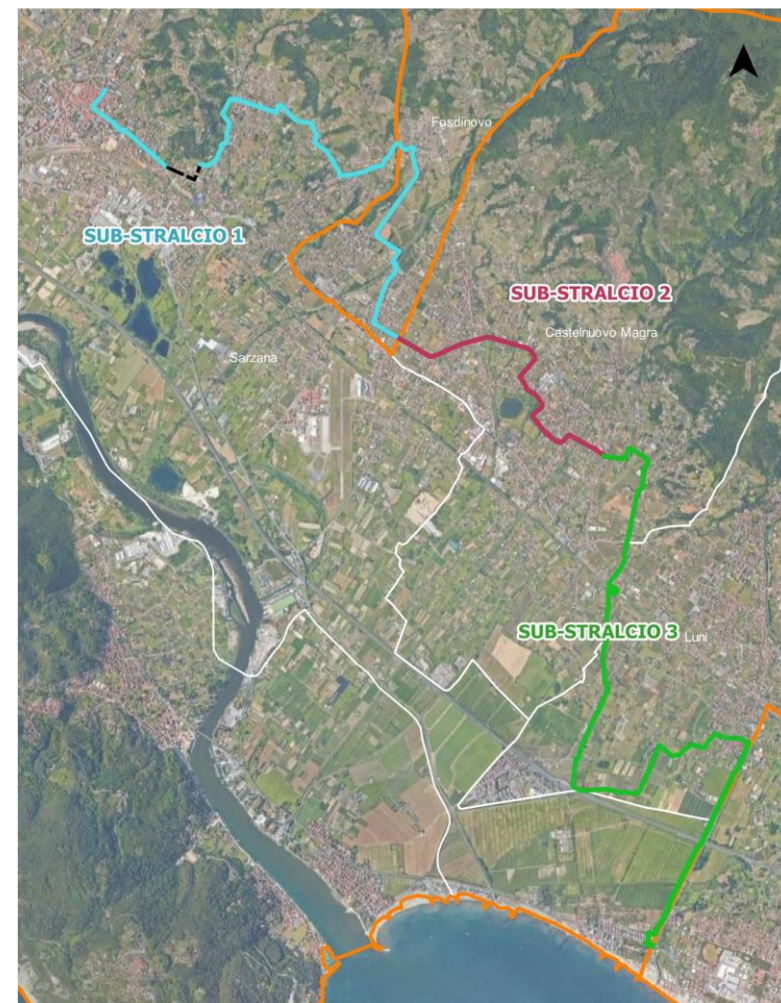 Fosdinovo
SUB-STRALCIO 1
SUB-STRALCIO 2
Castelnuovo Magra
Sarzana
SUB-STRALCIO 3
Luni